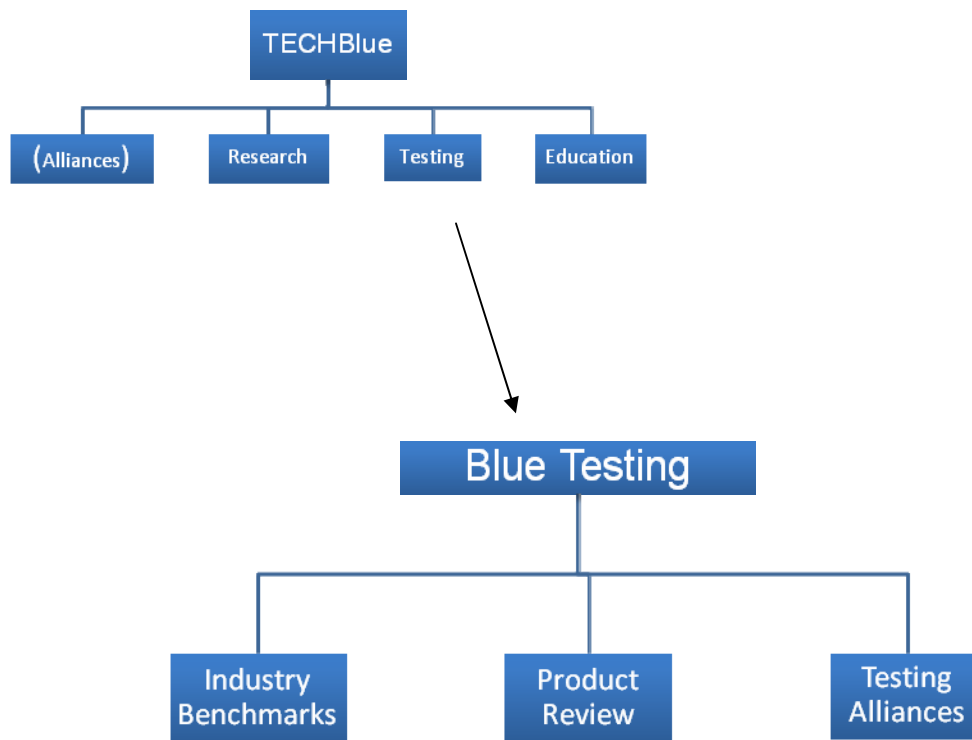 TECHBlue
(Alliances)
Research
Testing
Education
Blue Testing
Industry
Benchmarks
Product
Review
Testing
Alliances